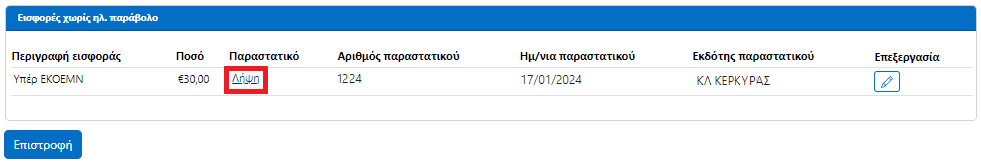 Εισφορές χωρίς ηλ. παράβολο
Περιγραφή εισφοράς Ποσό Παραστατικό Αριθμός παραστατικού Ημ/νια παραστατικού Εκδότης παραστατικού Επεξεργασία
Υπέρ ΕΚΟΕΜΝ €30,00 Λήψη 1224 17/01/2024 ΚΛ ΚΕΡΚΥΡΑΣ
Επιστροφή